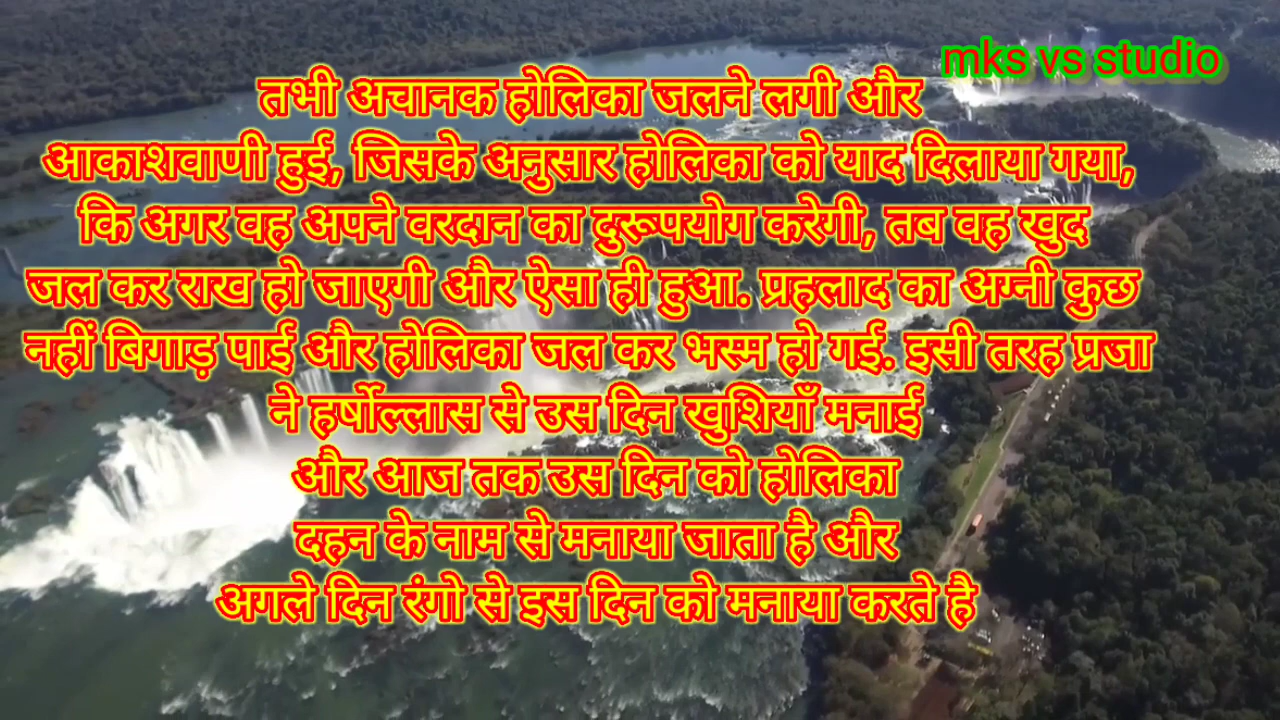 mks vs studio
तभी अचानक होलिका जलने लगी और
आकाशवाणी हुई, जिसके अनुसार होलिका को याद दिलाया गया,
कि अगर वह अपने वरदान का दुरूपयोग करेगी, तब वह खुद
जल कर राख हो जाएगी और ऐसा ही हुआ. प्रहलाद का अग्नी कुछ
नहीं बिगाड़ पाई और होलिका जल कर भस्म हो गई. इसी तरह प्रजा
ने हर्षोल्लास से उस दिन खुशियाँ मनाई
और आज तक उस दिन को होलिका
दहन के नाम से मनाया जाता है और
अगले दिन रंगो से इस दिन को मनाया करते है